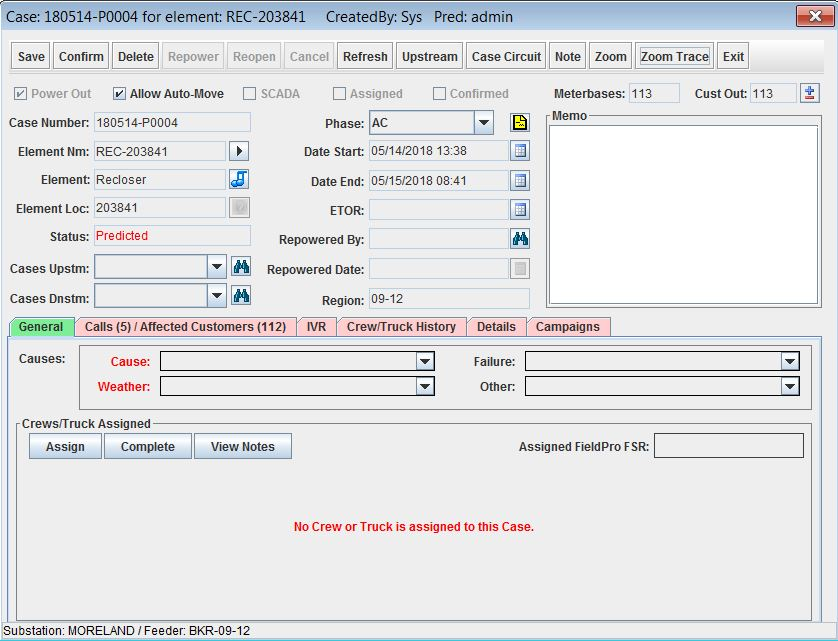 Case: 180514-P0004 for element: REC-203841 CreatedBy: Sys Pred: admin
Save Confirm Delete Repower Reopen Cancel Refresh Upstream Case Circuit Note Zoom Zoom Trace Exit
Power Out Allow Auto-Move SCADA Assigned Confirmed Meterbases: 113 Cust Out: 113
Case Number: 180514-P0004 Phase: AC Memo
Element Nm: REC-203841 Date Start: 05/14/2018 13:38
Element: Recloser Date End: 05/15/2018 08:41
Element Loc: 203841 ETOR:
Status: Predicted Repowered By:
Cases Upstm: Repowered Date:
Cases Dnstm: Region: 09-12
General Calls (5) / Affected Customers (112) IVR Crew/Truck History Details Campaigns
Causes: Cause: Failure:
Weather: Other:
Crews/Truck Assigned
Assign Complete View Notes Assigned FieldPro FSR:
No Crew or Truck is assigned to this Case.
Substation: MORELAND / Feeder: BKR-09-12